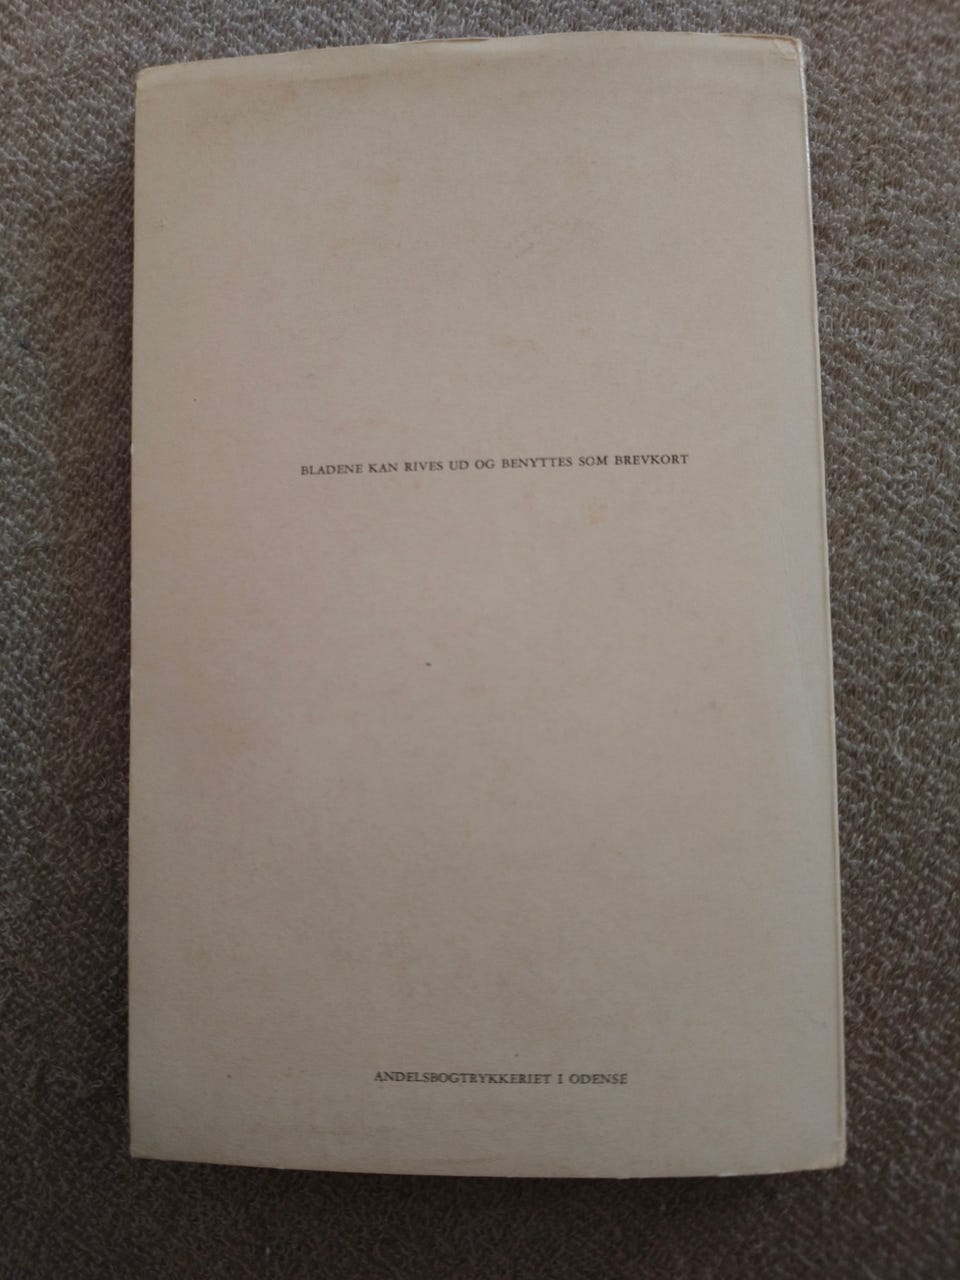 BLADENE KAN RIVES UD OG BENYTTES SOM BREVKORT
ANDELSBOGTRYKKERIET I ODENSE